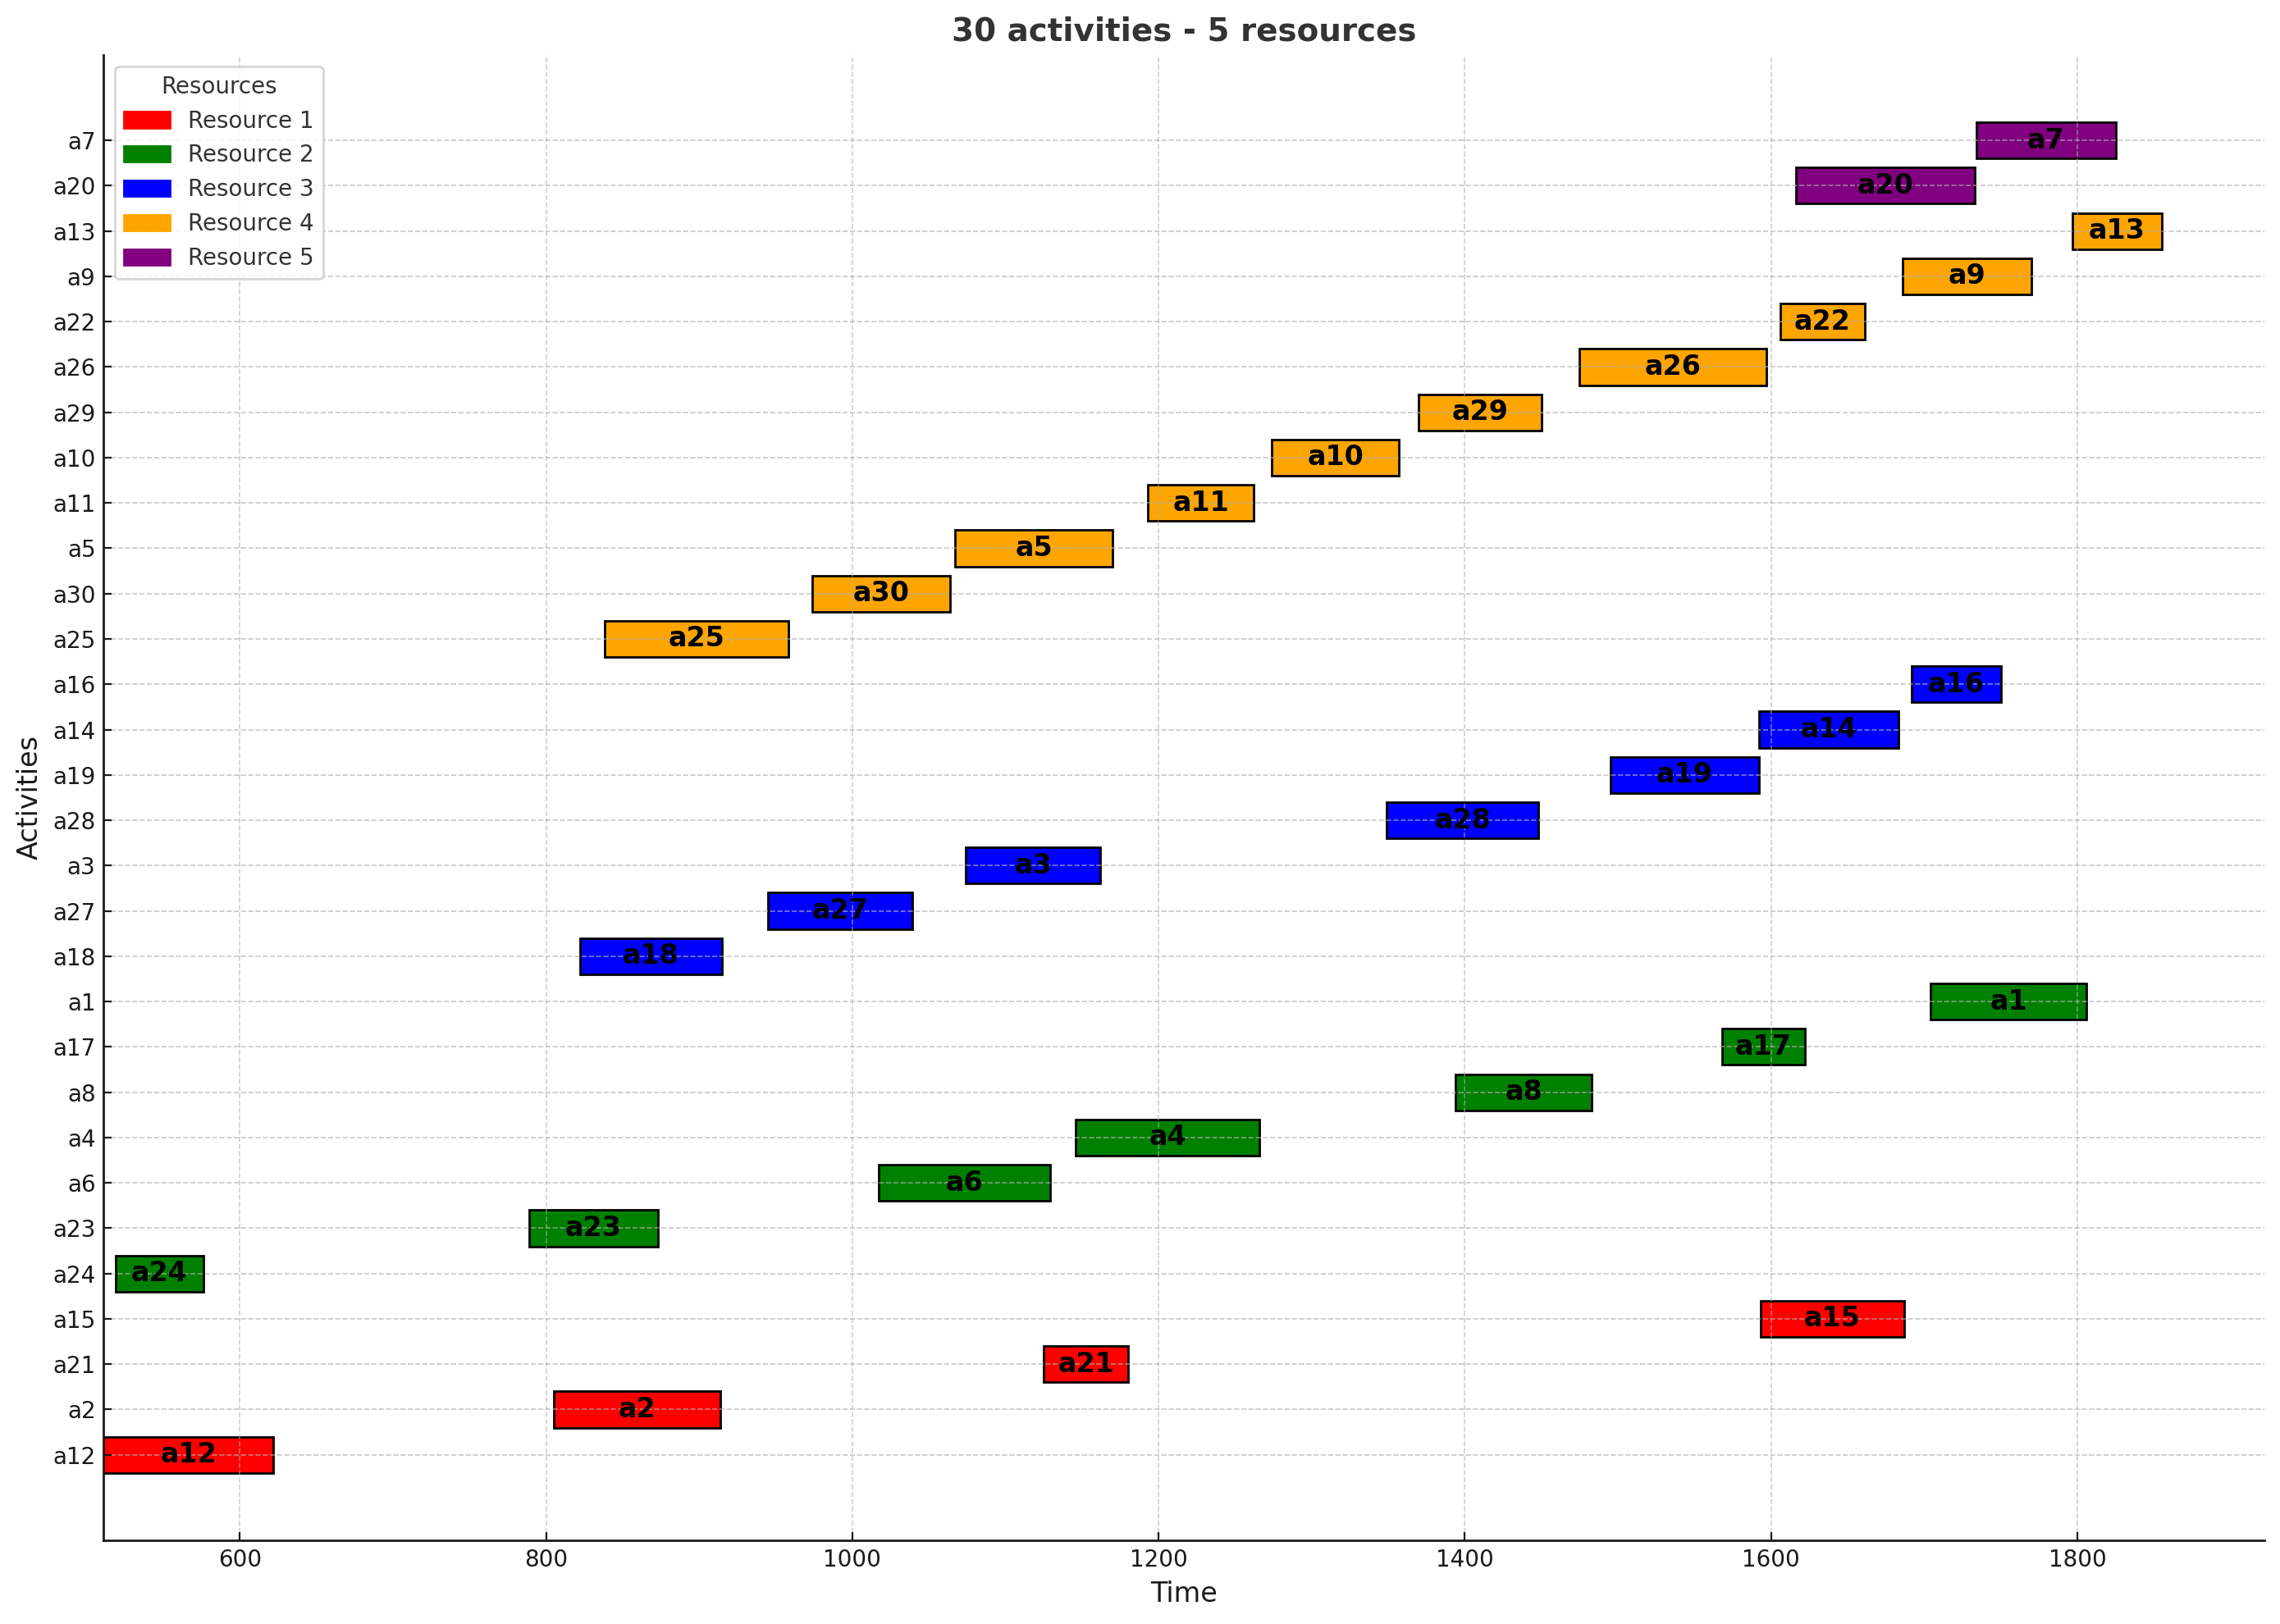 30 activities - 5 resources
Resources
Resource 1
Resource 2
Resource 3
Resource 4
Resource 5
Activities
a7 a7
a20 a20
a13 a13
a9 a9
a22 a22
a26 a26
a29 a29
a10 a10
a11 a11
a5 a5
a30 a30
a25 a25
a16 a16
a14 a14
a19 a19
a28 a28
a3 a3
a27 a27
a18 a18
a1 a1
a17 a17
a8 a8
a4 a4
a6 a6
a23 a23
a24 a24
a15 a15
a21 a21
a2 a2
a12 a12
600 800 1000 1200 1400 1600 1800
Time